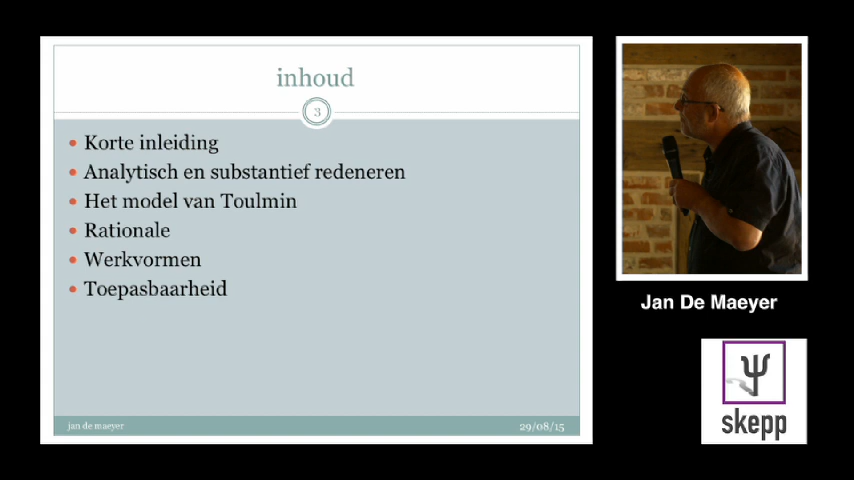 inhoud
3
Korte inleiding
Analytisch en substantief redeneren
Het model van Toulmin
Rationale
Werkvormen
Toepasbaarheid
jan de maeyer
29/08/15
Jan De Maeyer
skepp